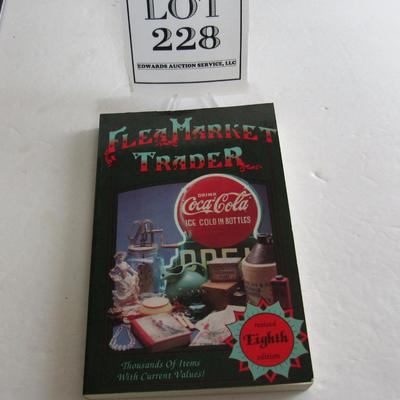 LOT
228
EDWARDS AUCTION SERVICE, LLC
FLEA MARKET
TRADER
DRINK
Coca-Cola
ICE COLD IN BOTTLES
OPEN
revised
Eighth
edition
Thousands Of Items
With Current Values!